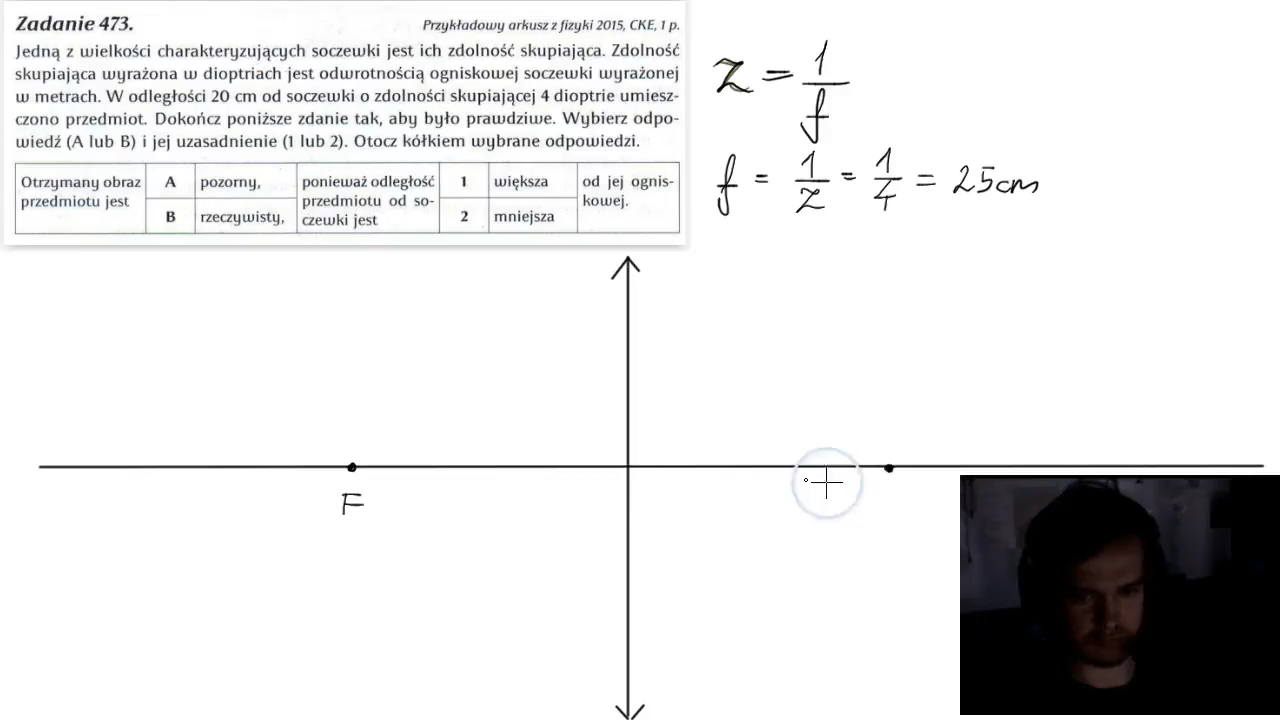 Zadanie 473. Przykładowy arkusz z fizyki 2015, CKE, 1 p.
Jedną z wielkości charakteryzujących soczewki jest ich zdolność skupiająca. Zdolność
skupiająca wyrażona w dioptriach jest odwrotnością ogniskowej soczewki wyrażonej
w metrach. W odległości 20 cm od soczewki o zdolności skupiającej 4 dioptrie umiesz-
czono przedmiot. Dokończ poniższe zdanie tak, aby było prawdziwe. Wybierz odpo-
wiedź (A lub B) i jej uzasadnienie (1 lub 2). Otocz kółkiem wybrane odpowiedzi.
Otrzymany obraz przedmiotu jest
A pozorny,
B rzeczywisty,
ponieważ odległość
przedmiotu od so-
czewki jest
1 większa
2 mniejsza
od jej ognis-
kowej.
Z = 1/f
f = 1/Z = 1/4 = 25cm
F